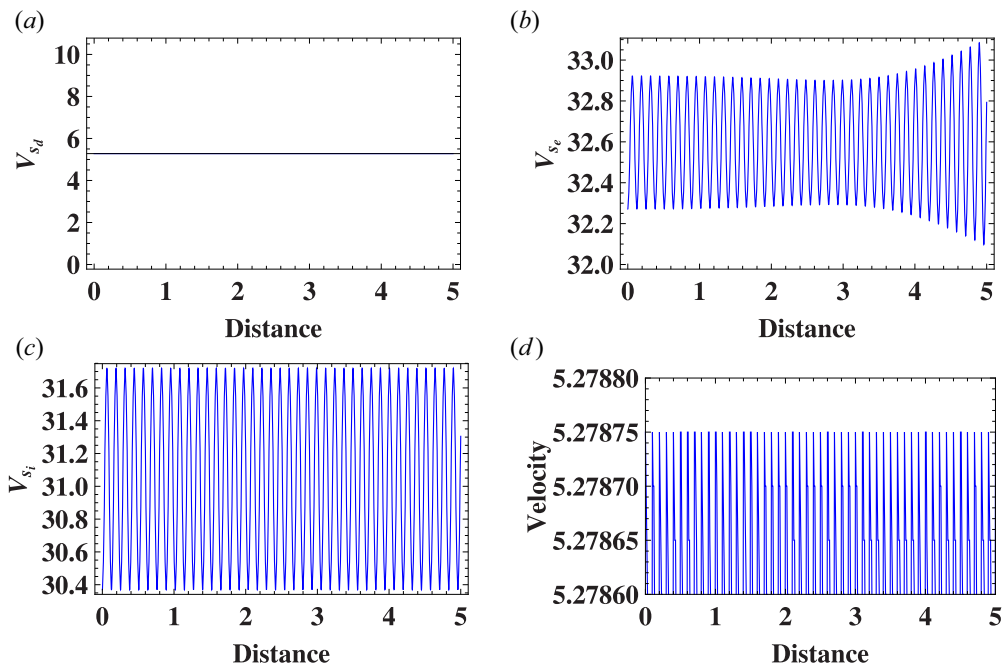 (a)
10
8
6
4
2
0
V_{s_d}
0 1 2 3 4 5
Distance
(b)
33.0
32.8
32.6
32.4
32.2
32.0
V_{s_e}
0 1 2 3 4 5
Distance
(c)
31.6
31.4
31.2
31.0
30.8
30.6
30.4
V_{s_i}
0 1 2 3 4 5
Distance
(d)
5.27880
5.27875
5.27870
5.27865
5.27860
Velocity
0 1 2 3 4 5
Distance